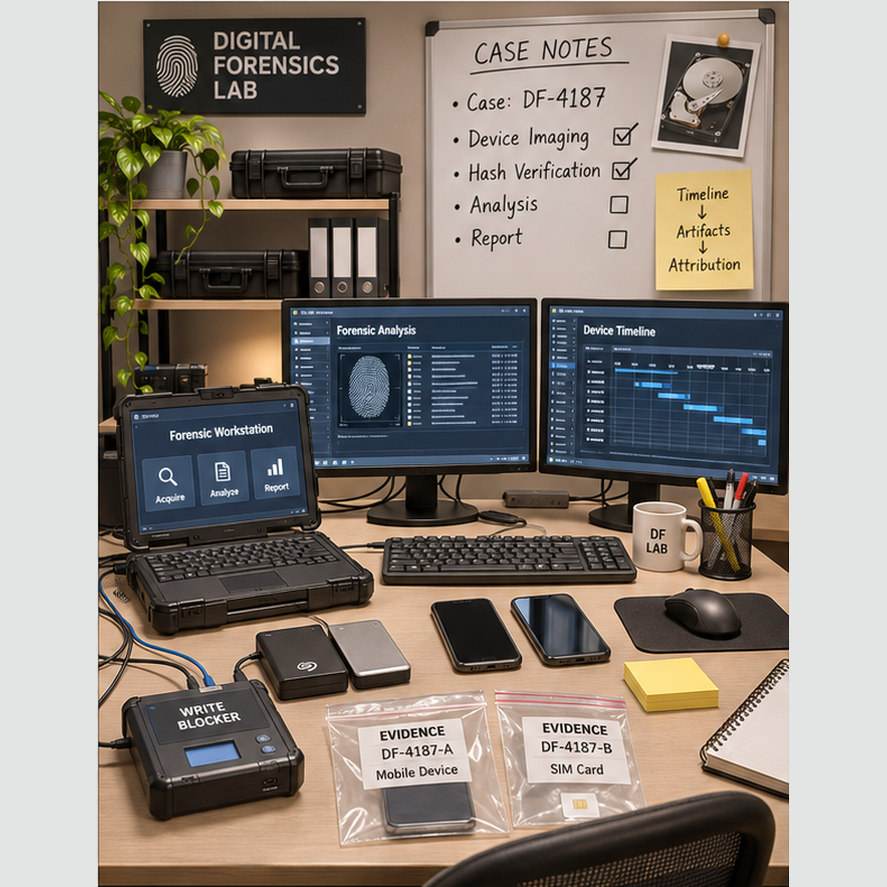 DIGITAL
FORENSICS
LAB
CASE NOTES
• Case: DF-4187
• Device Imaging ☑
• Hash Verification ☑
• Analysis ☐
• Report ☐
Timeline
↓
Artifacts
↓
Attribution
Forensic Analysis
Device Timeline
Forensic Workstation
Acquire
Analyze
Report
DF
LAB
WRITE
BLOCKER
EVIDENCE
DF-4187-A
Mobile Device
EVIDENCE
DF-4187-B
SIM Card